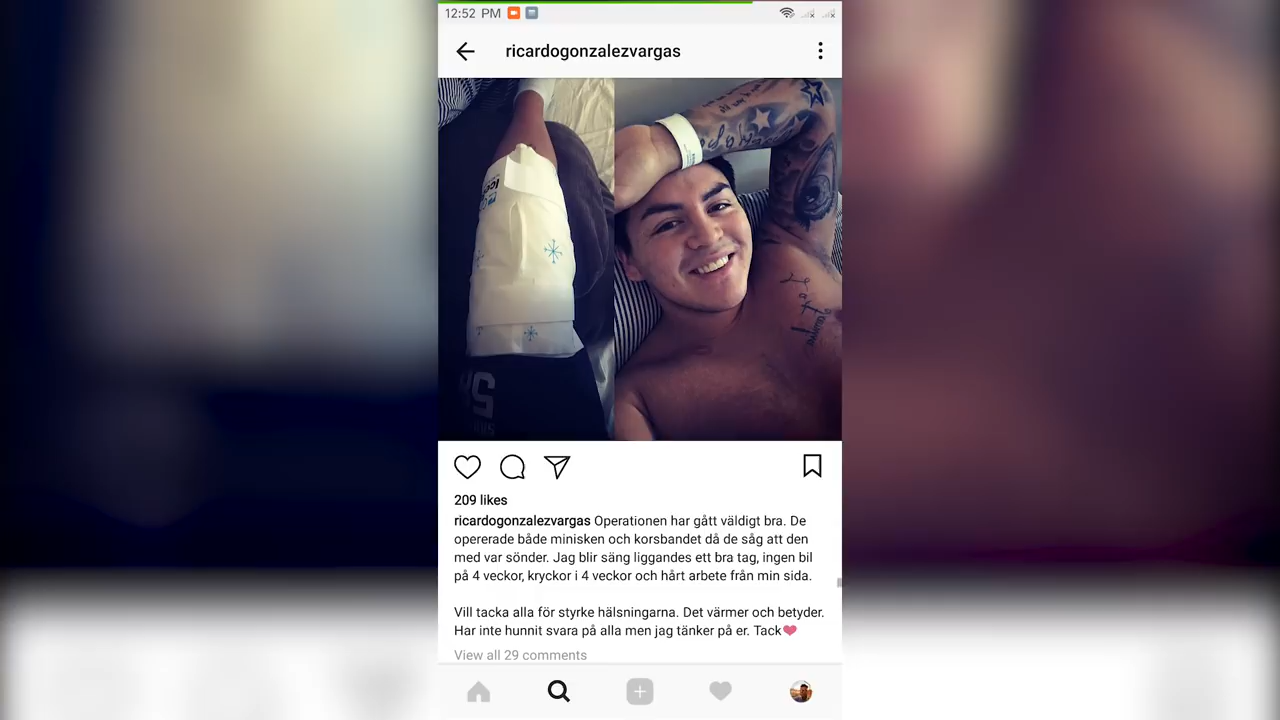 12:52 PM
ricardogonzalezvargas
209 likes
ricardogonzalezvargas Operationen har gått väldigt bra. De
opererade både minisken och korsbandet då de såg att den
med var sönder. Jag blir säng liggandes ett bra tag, ingen bil
på 4 veckor, kryckor i 4 veckor och hårt arbete från min sida.
Vill tacka alla för styrke hälsningarna. Det värmer och betyder.
Har inte hunnit svara på alla men jag tänker på er. Tack❤
View all 29 comments